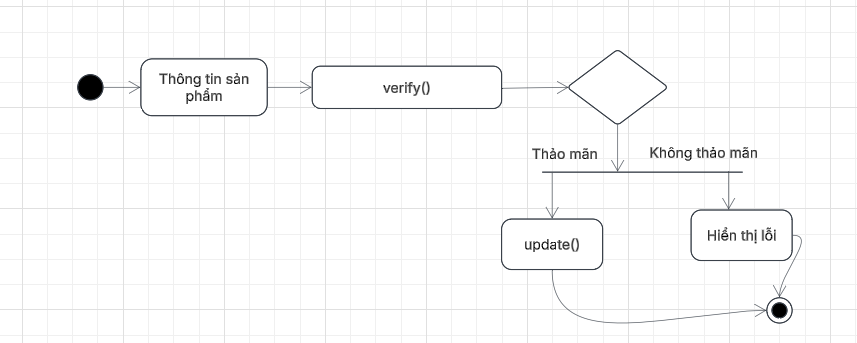 Thông tin sản
phẩm
verify()
Thảo mãn
Không thảo mãn
update()
Hiển thị lỗi